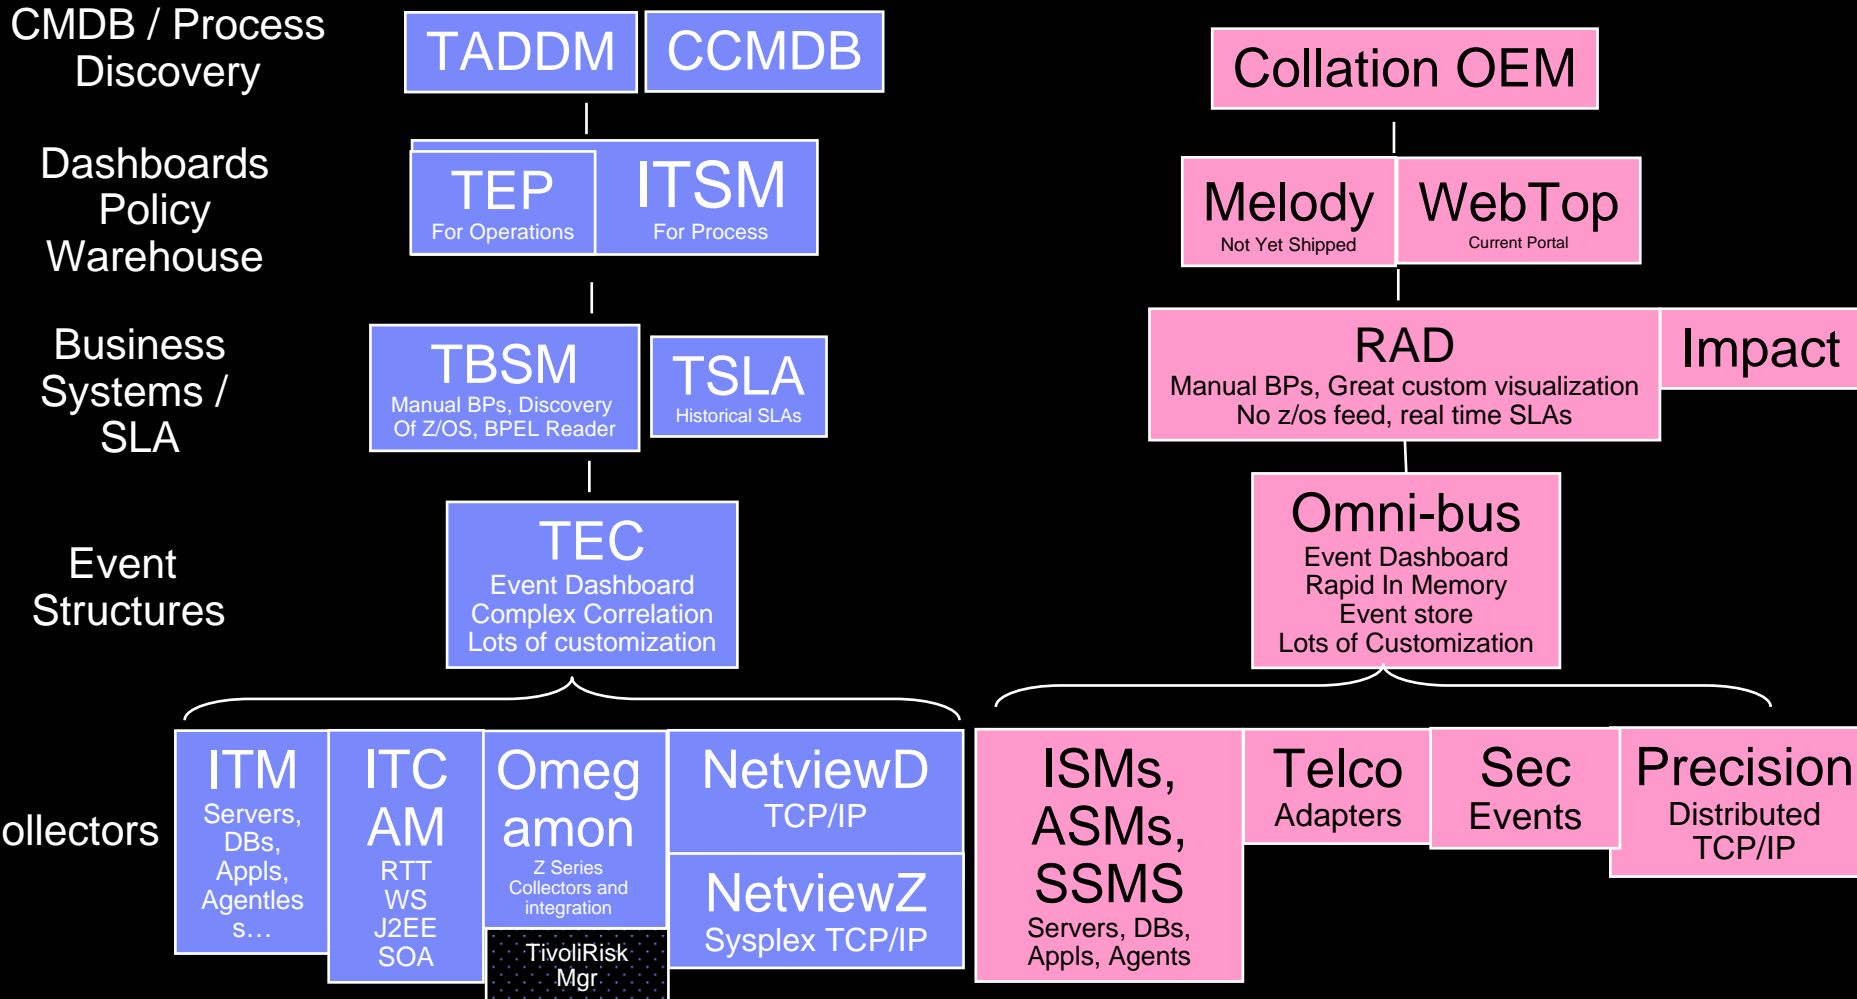 CMDB / Process
Discovery
TADDM
CCMDB
Collation OEM
Dashboards
Policy
Warehouse
TEP
For Operations
ITSM
For Process
Melody
Not Yet Shipped
WebTop
Current Portal
Business
Systems /
SLA
TBSM
Manual BPs, Discovery
Of Z/OS, BPEL Reader
TSLA
Historical SLAs
RAD
Manual BPs, Great custom visualization
No z/os feed, real time SLAs
Impact
Event
Structures
TEC
Event Dashboard
Complex Correlation
Lots of customization
Omni-bus
Event Dashboard
Rapid In Memory
Event store
Lots of Customization
ollectors
ITM
Servers,
DBs,
Appls,
Agentles
s…
ITC
AM
RTT
WS
J2EE
SOA
Omeg
amon
Z Series
Collectors and
integration
TivoliRisk
Mgr
NetviewD
TCP/IP
NetviewZ
Sysplex TCP/IP
ISMs,
ASMs,
SSMS
Servers, DBs,
Appls, Agents
Telco
Adapters
Sec
Events
Precision
Distributed
TCP/IP